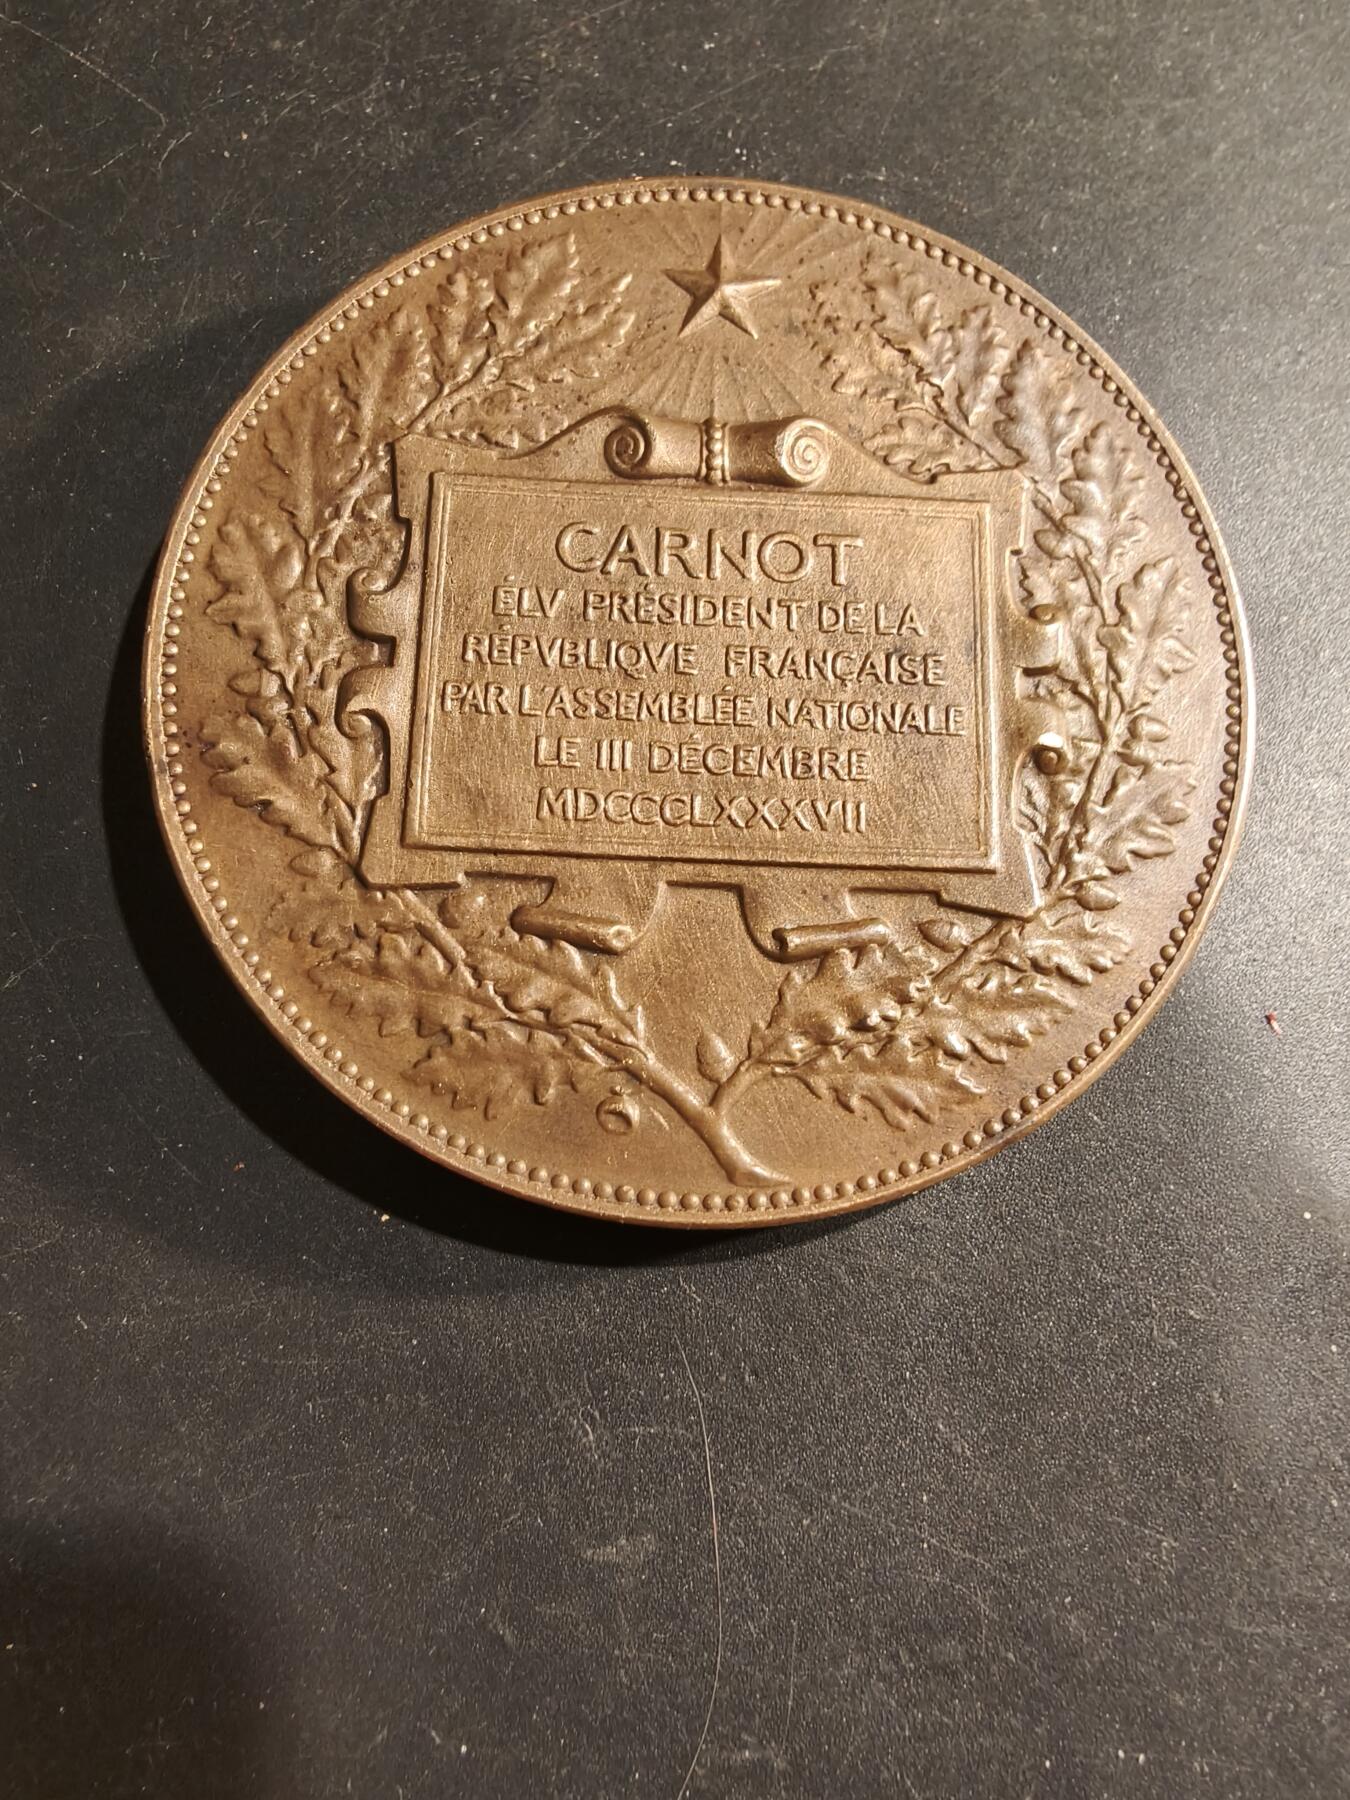 CARNOT
ÉLV PRÉSIDENT DE LA
RÉPVBLIQVE FRANÇAISE
PAR L'ASSEMBLÉE NATIONALE
LE III DÉCEMBRE
MDCCCLXXXVII